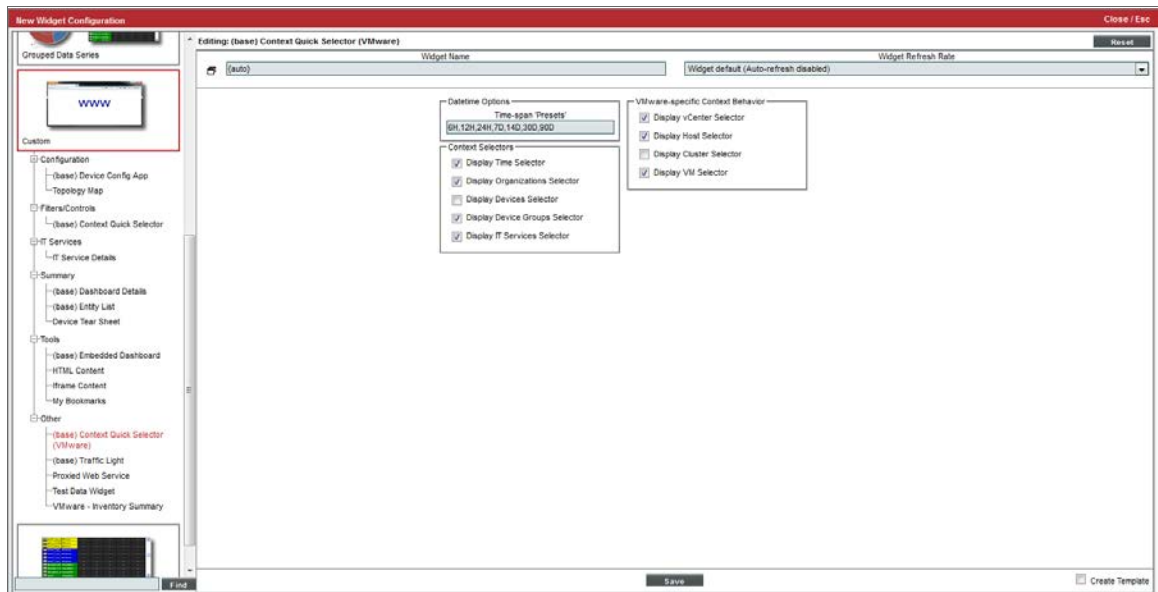 New Widget Configuration
Close / Esc
Grouped Data Series
www
Custom
Configuration
(base) Device Config App
Topology Map
Filters/Controls
(base) Context Quick Selector
IT Services
IT Service Details
Summary
(base) Dashboard Details
(base) Entity List
Device Tear Sheet
Tools
(base) Embedded Dashboard
HTML Content
Iframe Content
My Bookmarks
Other
(base) Context Quick Selector
(VMware)
(base) Traffic Light
Proxied Web Service
Test Data Widget
VMware - Inventory Summary
Find
Editing: (base) Context Quick Selector (VMware)
Reset
Widget Name
Widget Refresh Rate
{auto}
Widget default (Auto-refresh disabled)
Datetime Options
Time-span 'Presets'
6H,12H,24H,7D,14D,30D,90D
Context Selectors
Display Time Selector
Display Organizations Selector
Display Devices Selector
Display Device Groups Selector
Display IT Services Selector
VMware-specific Context Behavior
Display vCenter Selector
Display Host Selector
Display Cluster Selector
Display VM Selector
Save
Create Template